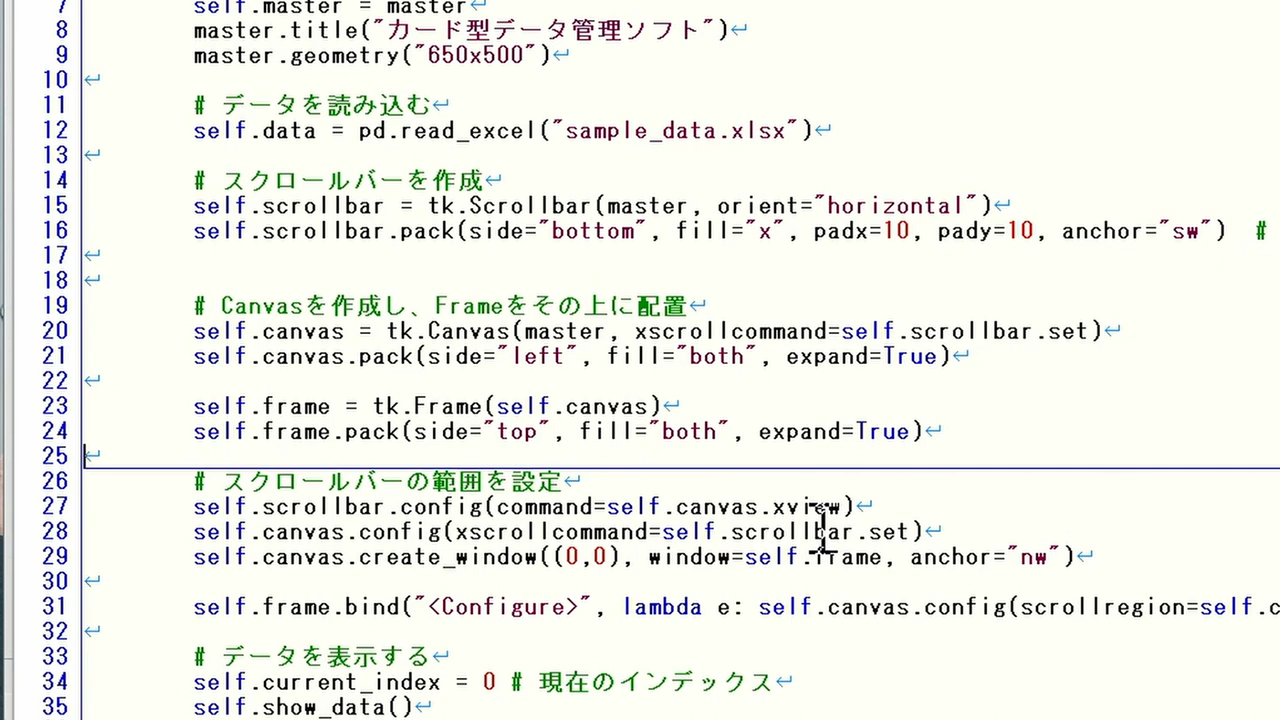 7 self.master = master↵
8 master.title("カード型データ管理ソフト")↵
9 master.geometry("650x500")↵
10 ↵
11 # データを読み込む↵
12 self.data = pd.read_excel("sample_data.xlsx")↵
13 ↵
14 # スクロールバーを作成↵
15 self.scrollbar = tk.Scrollbar(master, orient="horizontal")↵
16 self.scrollbar.pack(side="bottom", fill="x", padx=10, pady=10, anchor="sw")  #
17 ↵
18 ↵
19 # Canvasを作成し、Frameをその上に配置↵
20 self.canvas = tk.Canvas(master, xscrollcommand=self.scrollbar.set)↵
21 self.canvas.pack(side="left", fill="both", expand=True)↵
22 ↵
23 self.frame = tk.Frame(self.canvas)↵
24 self.frame.pack(side="top", fill="both", expand=True)↵
25 ↵
26 # スクロールバーの範囲を設定↵
27 self.scrollbar.config(command=self.canvas.xview)↵
28 self.canvas.config(xscrollcommand=self.scrollbar.set)↵
29 self.canvas.create_window((0,0), window=self.frame, anchor="nw")↵
30 ↵
31 self.frame.bind("<Configure>", lambda e: self.canvas.config(scrollregion=self.c
32 ↵
33 # データを表示する↵
34 self.current_index = 0 # 現在のインデックス↵
35 self.show_data()↵